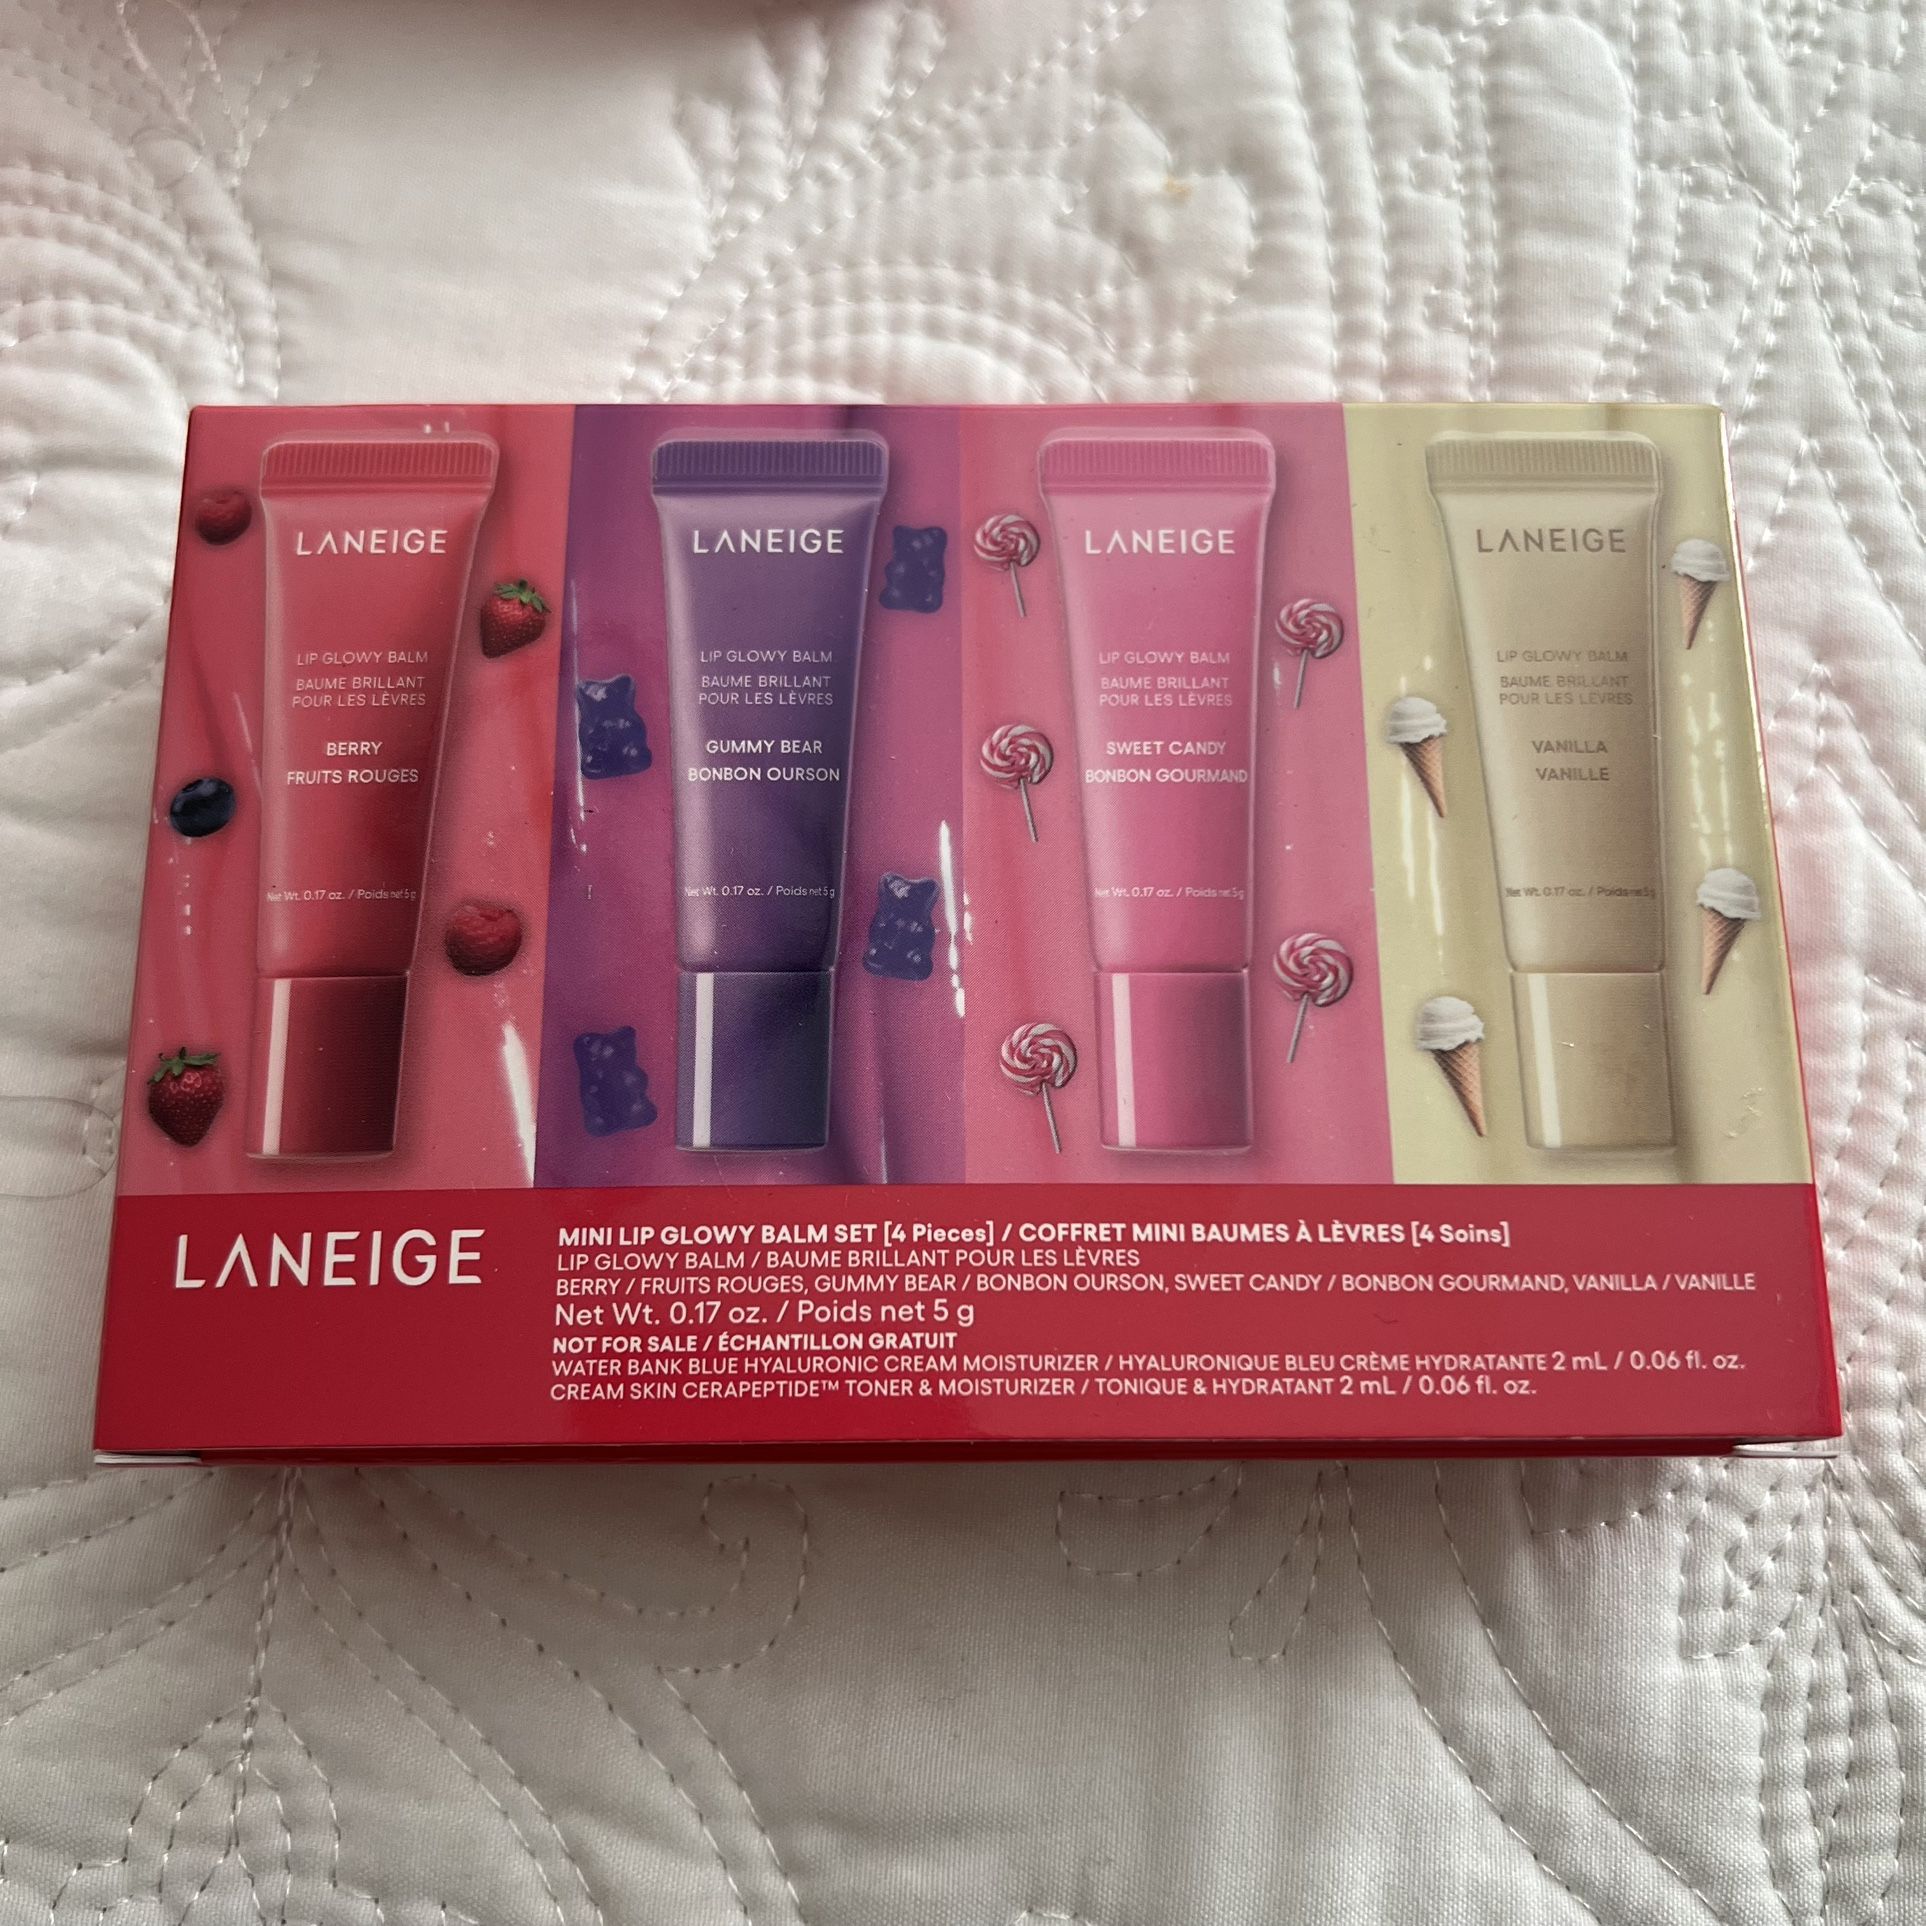 LANEIGE
LIP GLOWY BALM
BAUME BRILLANT
POUR LES LÈVRES
BERRY
FRUITS ROUGES
Net Wt. 0.17 oz. / Poids net 5 g
LANEIGE
LIP GLOWY BALM
BAUME BRILLANT
POUR LES LÈVRES
GUMMY BEAR
BONBON OURSON
Net Wt. 0.17 oz. / Poids net 5 g
LANEIGE
LIP GLOWY BALM
BAUME BRILLANT
POUR LES LÈVRES
SWEET CANDY
BONBON GOURMAND
Net Wt. 0.17 oz. / Poids net 5 g
LANEIGE
LIP GLOWY BALM
BAUME BRILLANT
POUR LES LÈVRES
VANILLA
VANILLE
Net Wt. 0.17 oz. / Poids net 5 g
LANEIGE
MINI LIP GLOWY BALM SET [4 Pieces] / COFFRET MINI BAUMES À LÈVRES [4 Soins]
LIP GLOWY BALM / BAUME BRILLANT POUR LES LÈVRES
BERRY / FRUITS ROUGES, GUMMY BEAR / BONBON OURSON, SWEET CANDY / BONBON GOURMAND, VANILLA / VANILLE
Net Wt. 0.17 oz. / Poids net 5 g
NOT FOR SALE / ÉCHANTILLON GRATUIT
WATER BANK BLUE HYALURONIC CREAM MOISTURIZER / HYALURONIQUE BLEU CRÈME HYDRATANTE 2 mL / 0.06 fl. oz.
CREAM SKIN CERAPEPTIDE™ TONER & MOISTURIZER / TONIQUE & HYDRATANT 2 mL / 0.06 fl. oz.